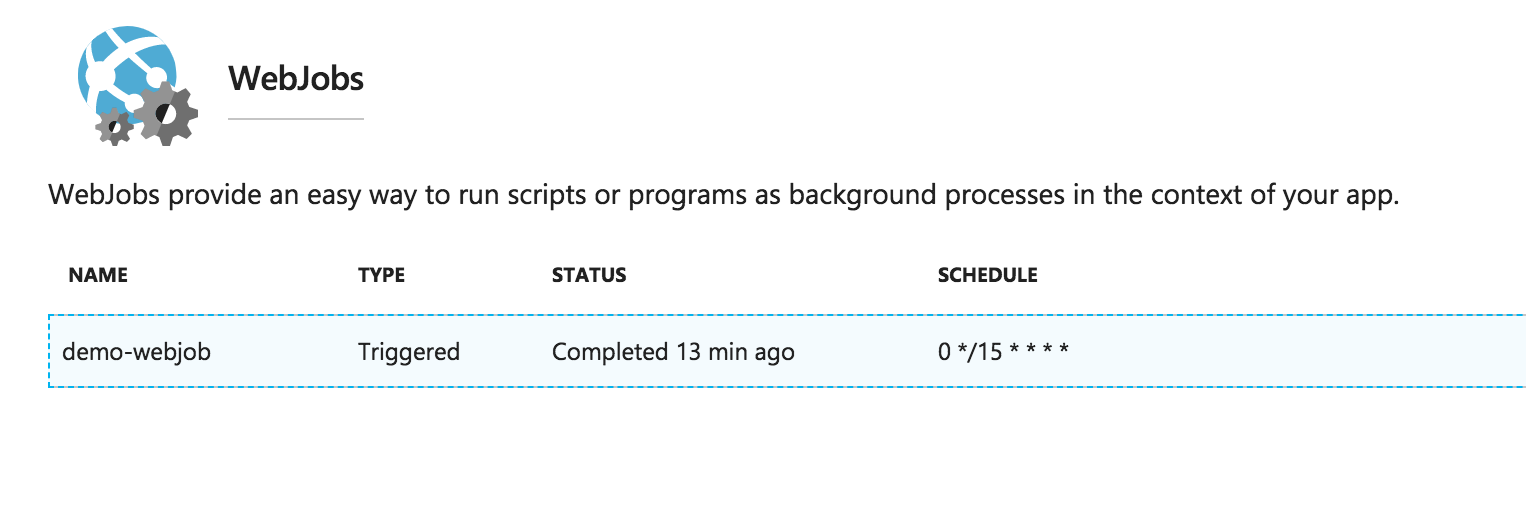 WebJobs
WebJobs provide an easy way to run scripts or programs as background processes in the context of your app.
NAME TYPE STATUS SCHEDULE
demo-webjob Triggered Completed 13 min ago 0 */15 * * * *